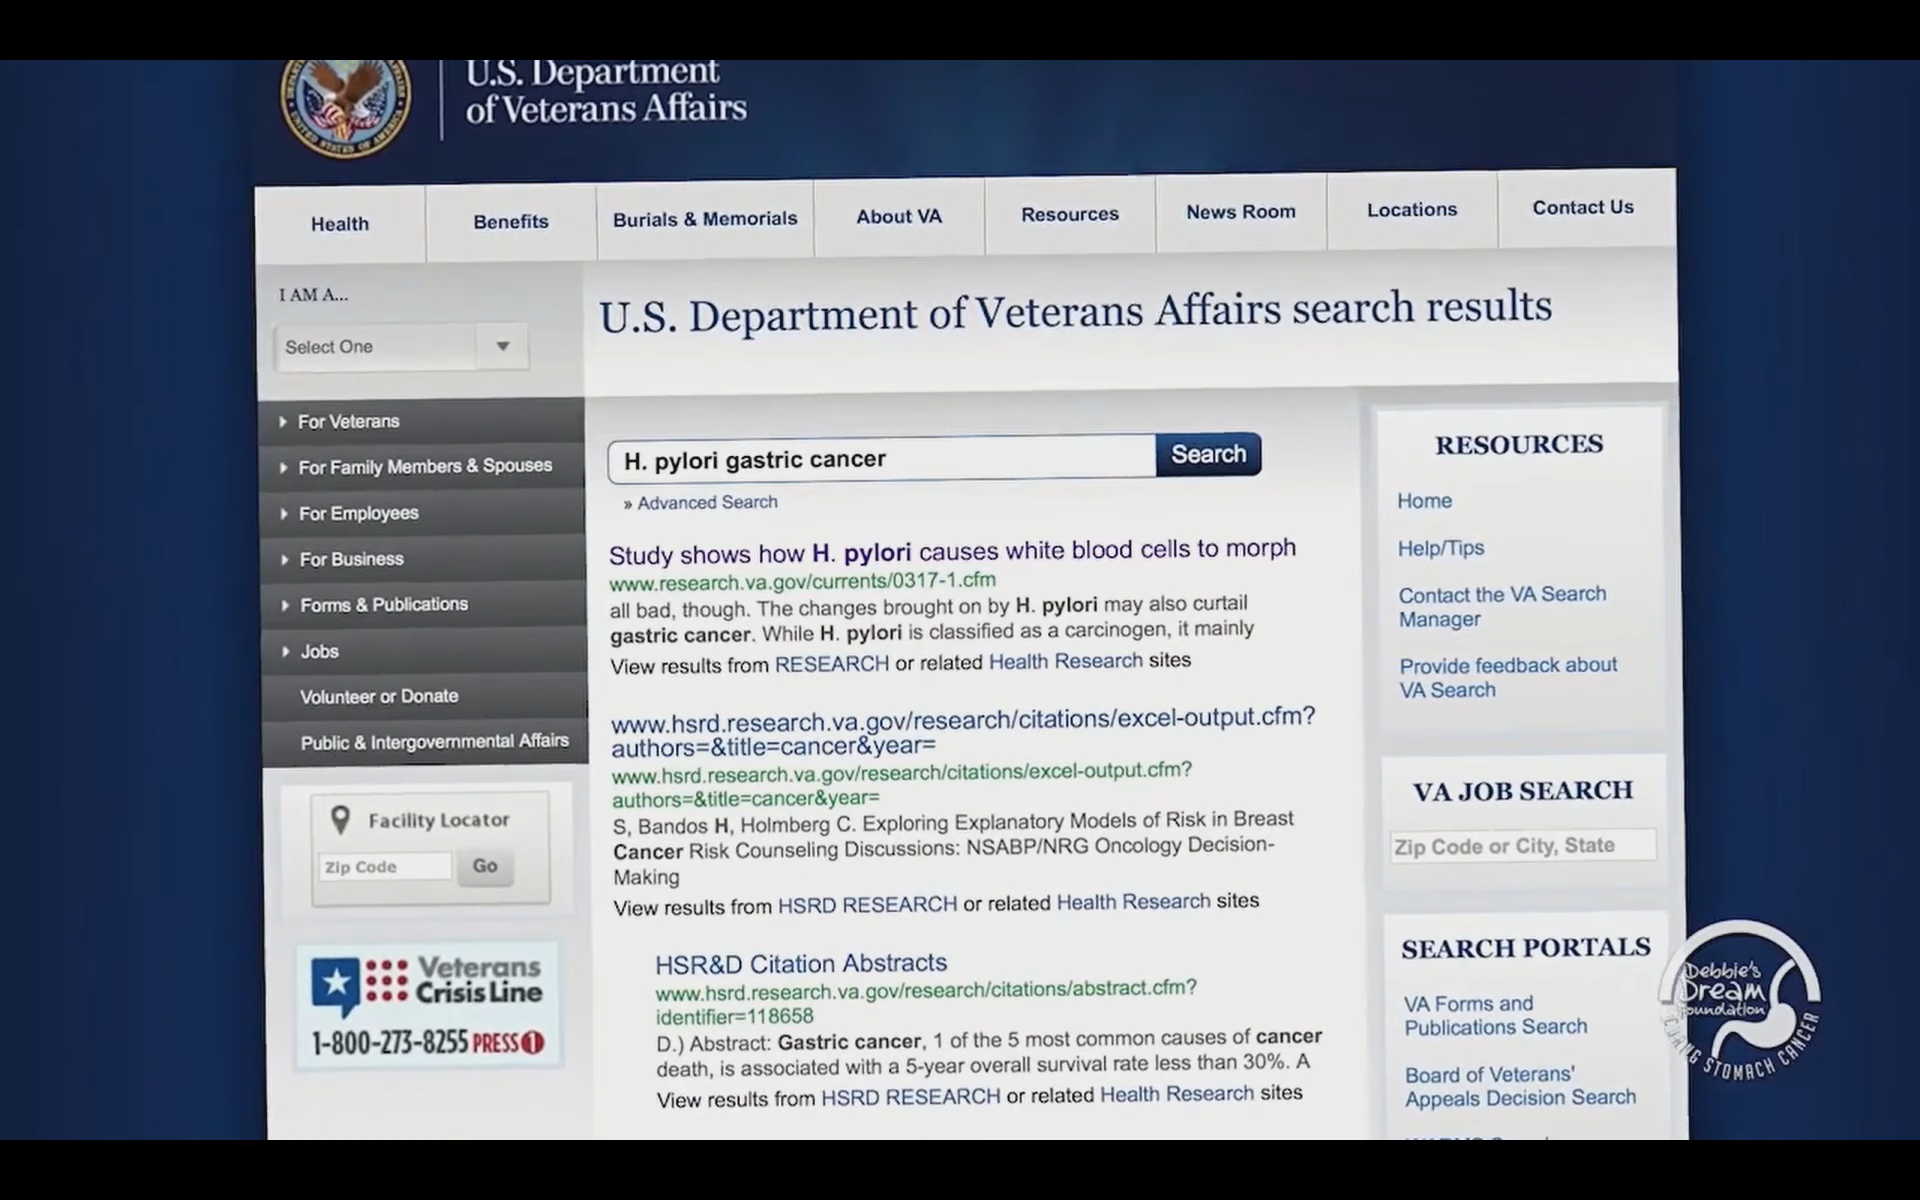 U.S. Department
of Veterans Affairs
Health
Benefits
Burials & Memorials
About VA
Resources
News Room
Locations
Contact Us
I AM A...
Select One
For Veterans
For Family Members & Spouses
For Employees
For Business
Forms & Publications
Jobs
Volunteer or Donate
Public & Intergovernmental Affairs
Facility Locator
Zip Code
Go
Veterans
Crisis Line
1-800-273-8255 PRESS 1
U.S. Department of Veterans Affairs search results
H. pylori gastric cancer
Search
» Advanced Search
Study shows how H. pylori causes white blood cells to morph
www.research.va.gov/currents/0317-1.cfm
all bad, though. The changes brought on by H. pylori may also curtail
gastric cancer. While H. pylori is classified as a carcinogen, it mainly
View results from RESEARCH or related Health Research sites
www.hsrd.research.va.gov/research/citations/excel-output.cfm?
authors=&title=cancer&year=
www.hsrd.research.va.gov/research/citations/excel-output.cfm?
authors=&title=cancer&year=
S, Bandos H, Holmberg C. Exploring Explanatory Models of Risk in Breast
Cancer Risk Counseling Discussions: NSABP/NRG Oncology Decision-
Making
View results from HSRD RESEARCH or related Health Research sites
HSR&D Citation Abstracts
www.hsrd.research.va.gov/research/citations/abstract.cfm?
identifier=118658
D.) Abstract: Gastric cancer, 1 of the 5 most common causes of cancer
death, is associated with a 5-year overall survival rate less than 30%. A
View results from HSRD RESEARCH or related Health Research sites
RESOURCES
Home
Help/Tips
Contact the VA Search
Manager
Provide feedback about
VA Search
VA JOB SEARCH
Zip Code or City, State
SEARCH PORTALS
VA Forms and
Publications Search
Board of Veterans'
Appeals Decision Search
Debbie's
Dream
Foundation
CURING STOMACH CANCER